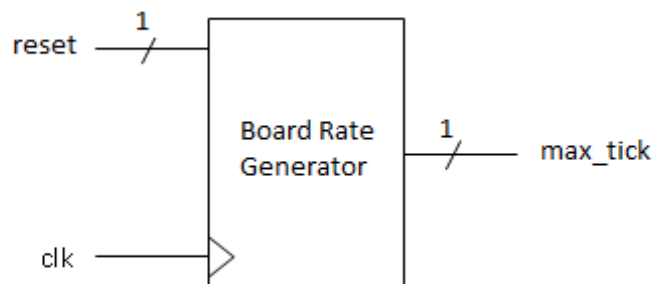 1
reset
Board Rate
Generator
1
max_tick
clk